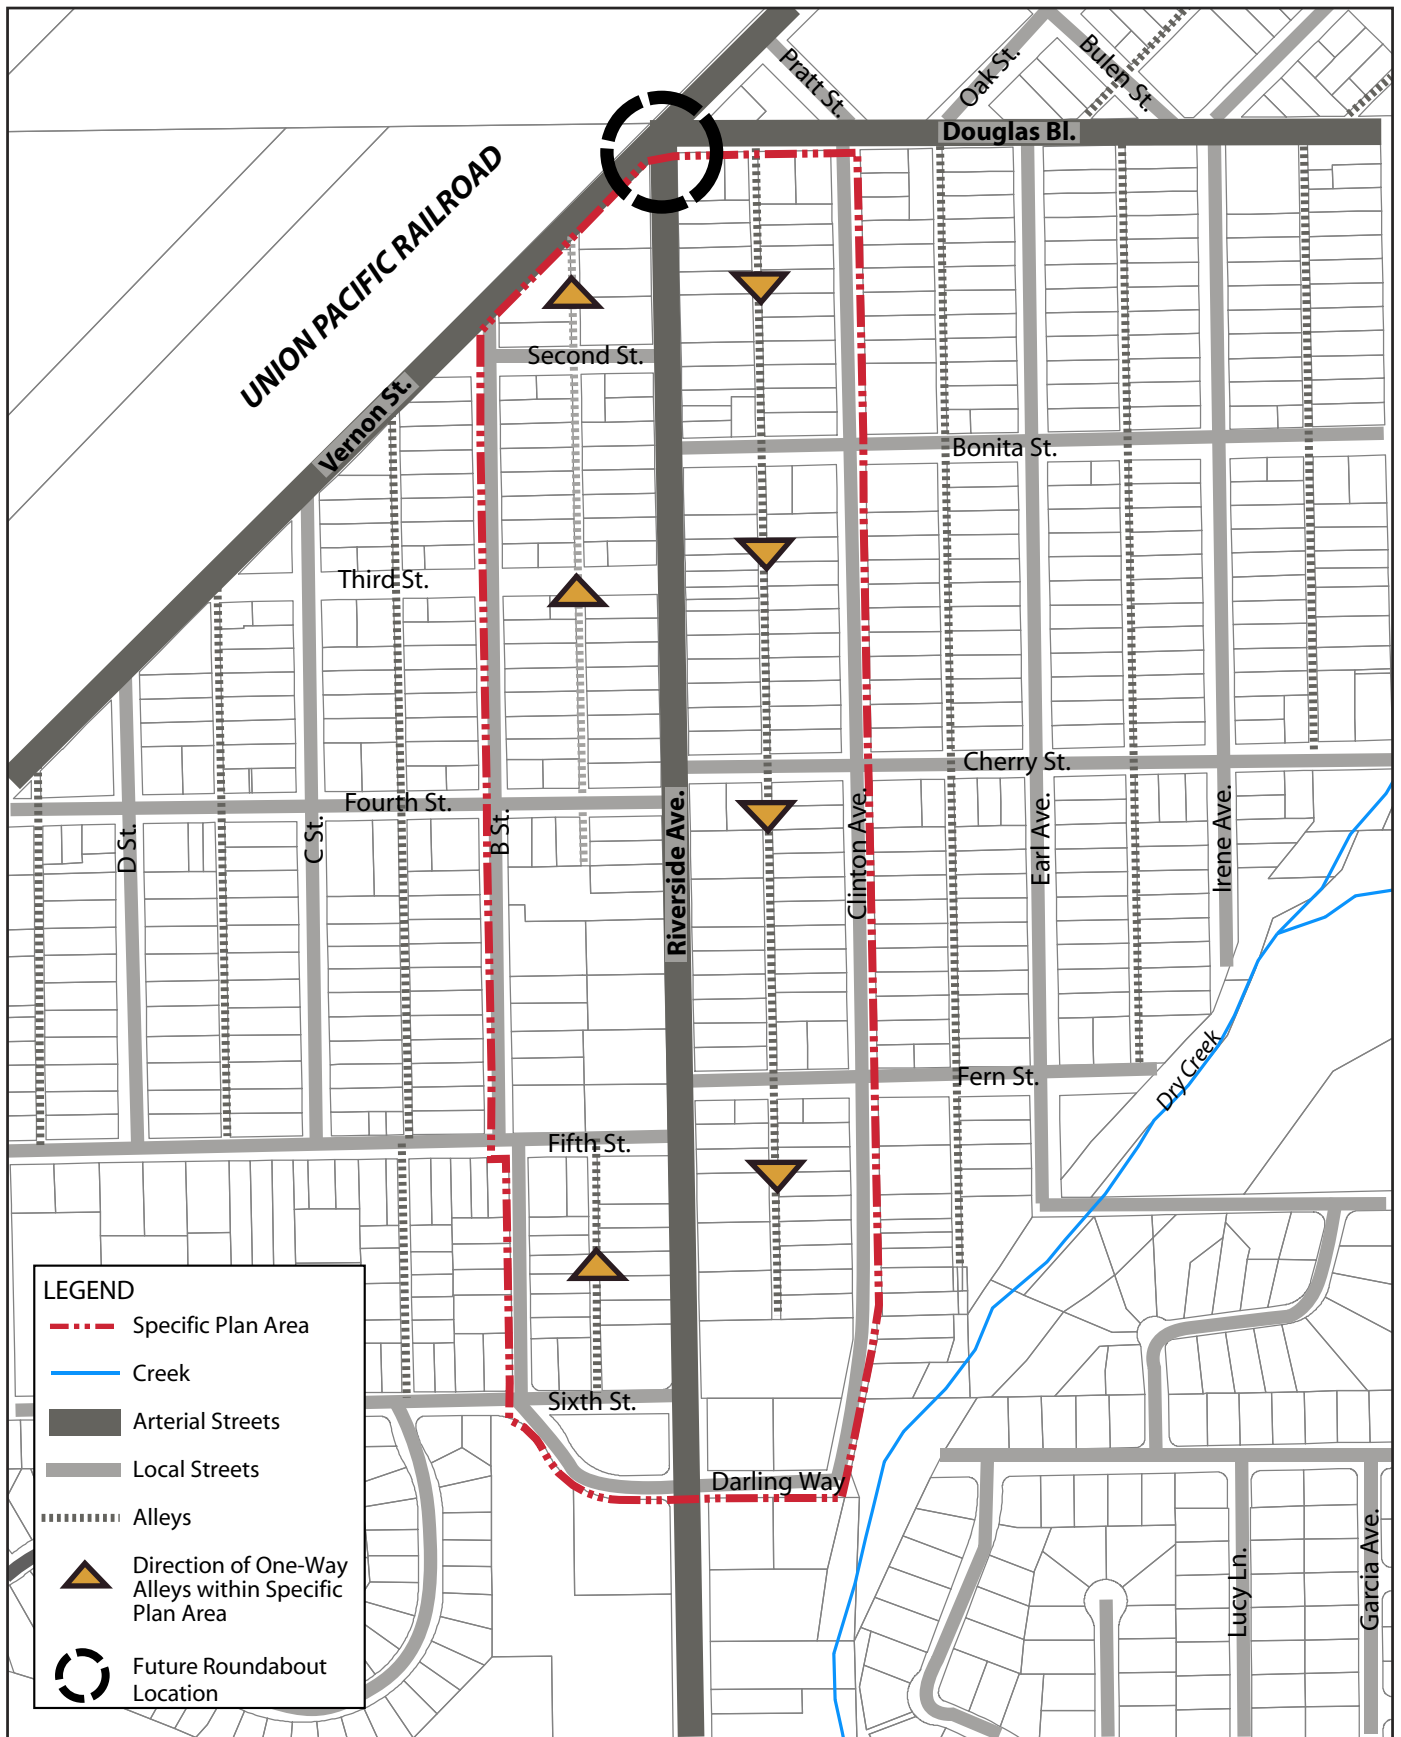 Pratt St.
Oak St.
Bulen St.
Douglas Bl.
UNION PACIFIC RAILROAD
Second St.
Vernon St.
Bonita St.
Third St.
Cherry St.
Fourth St.
D St.
C St.
B St.
Riverside Ave.
Clinton Ave.
Earl Ave.
Irene Ave.
Dry Creek
Fern St.
Fifth St.
Sixth St.
Darling Way
Lucy Ln.
Garcia Ave.
LEGEND
Specific Plan Area
Creek
Arterial Streets
Local Streets
Alleys
Direction of One-Way
Alleys within Specific
Plan Area
Future Roundabout
Location